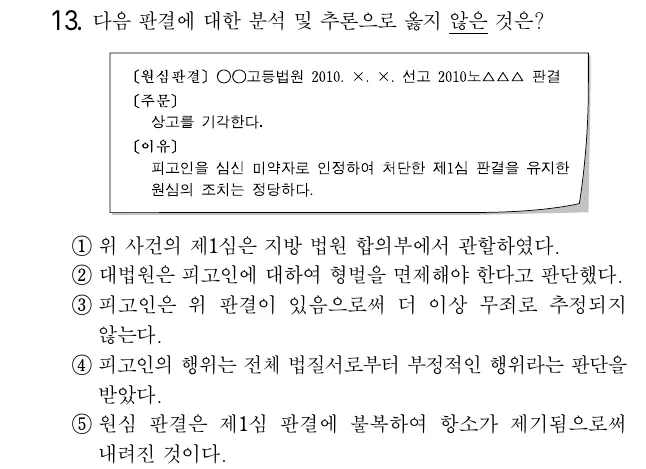 13. 다음 판결에 대한 분석 및 추론으로 옳지 않은 것은?
〔원심판결〕 ○○고등법원 2010. ×. ×. 선고 2010노△△△ 판결
〔주문〕
상고를 기각한다.
〔이유〕
피고인을 심신 미약자로 인정하여 처단한 제1심 판결을 유지한
원심의 조치는 정당하다.
① 위 사건의 제1심은 지방 법원 합의부에서 관할하였다.
② 대법원은 피고인에 대하여 형벌을 면제해야 한다고 판단했다.
③ 피고인은 위 판결이 있음으로써 더 이상 무죄로 추정되지
않는다.
④ 피고인의 행위는 전체 법질서로부터 부정적인 행위라는 판단을
받았다.
⑤ 원심 판결은 제1심 판결에 불복하여 항소가 제기됨으로써
내려진 것이다.